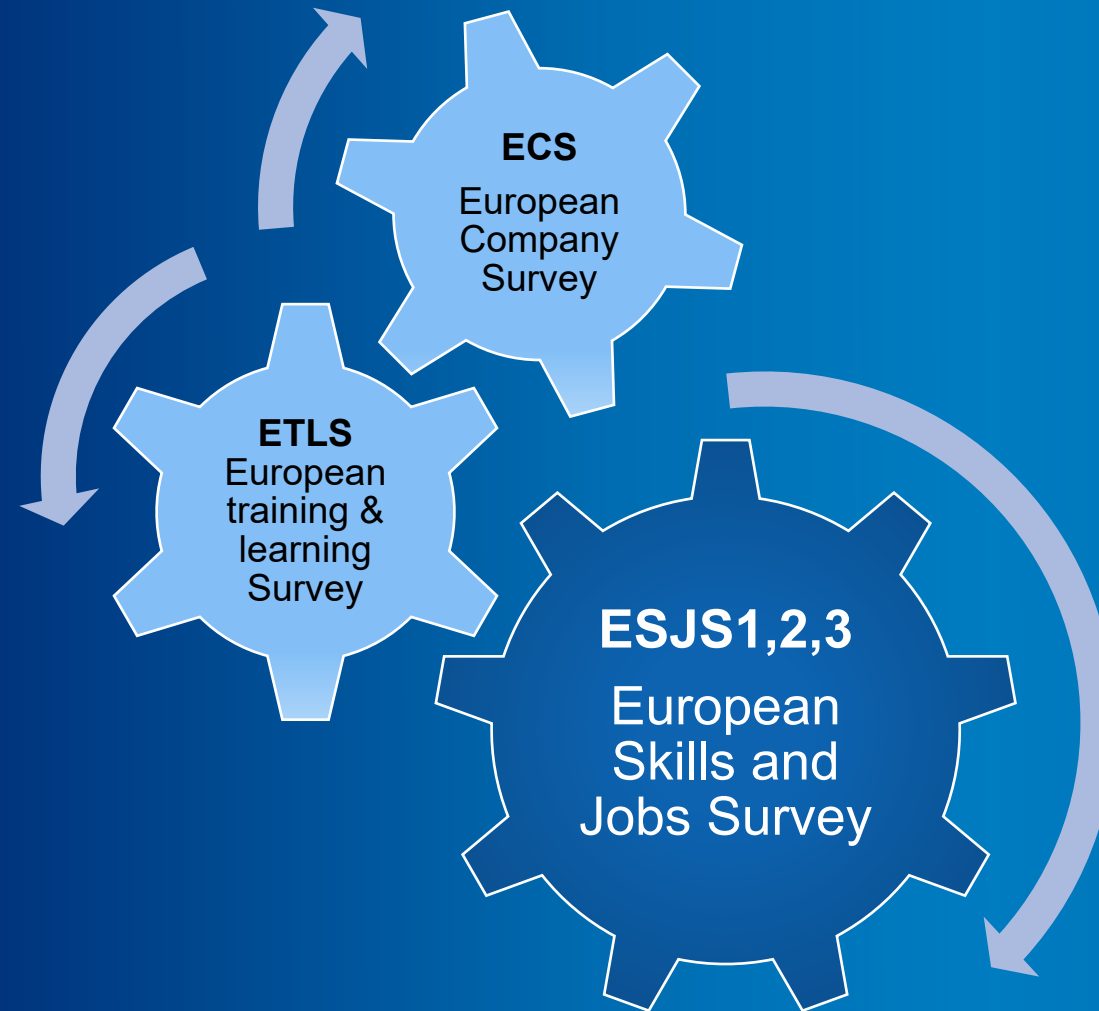 ECS
European
Company
Survey
ETLS
European
training &
learning
Survey
ESJS1,2,3
European
Skills and
Jobs Survey